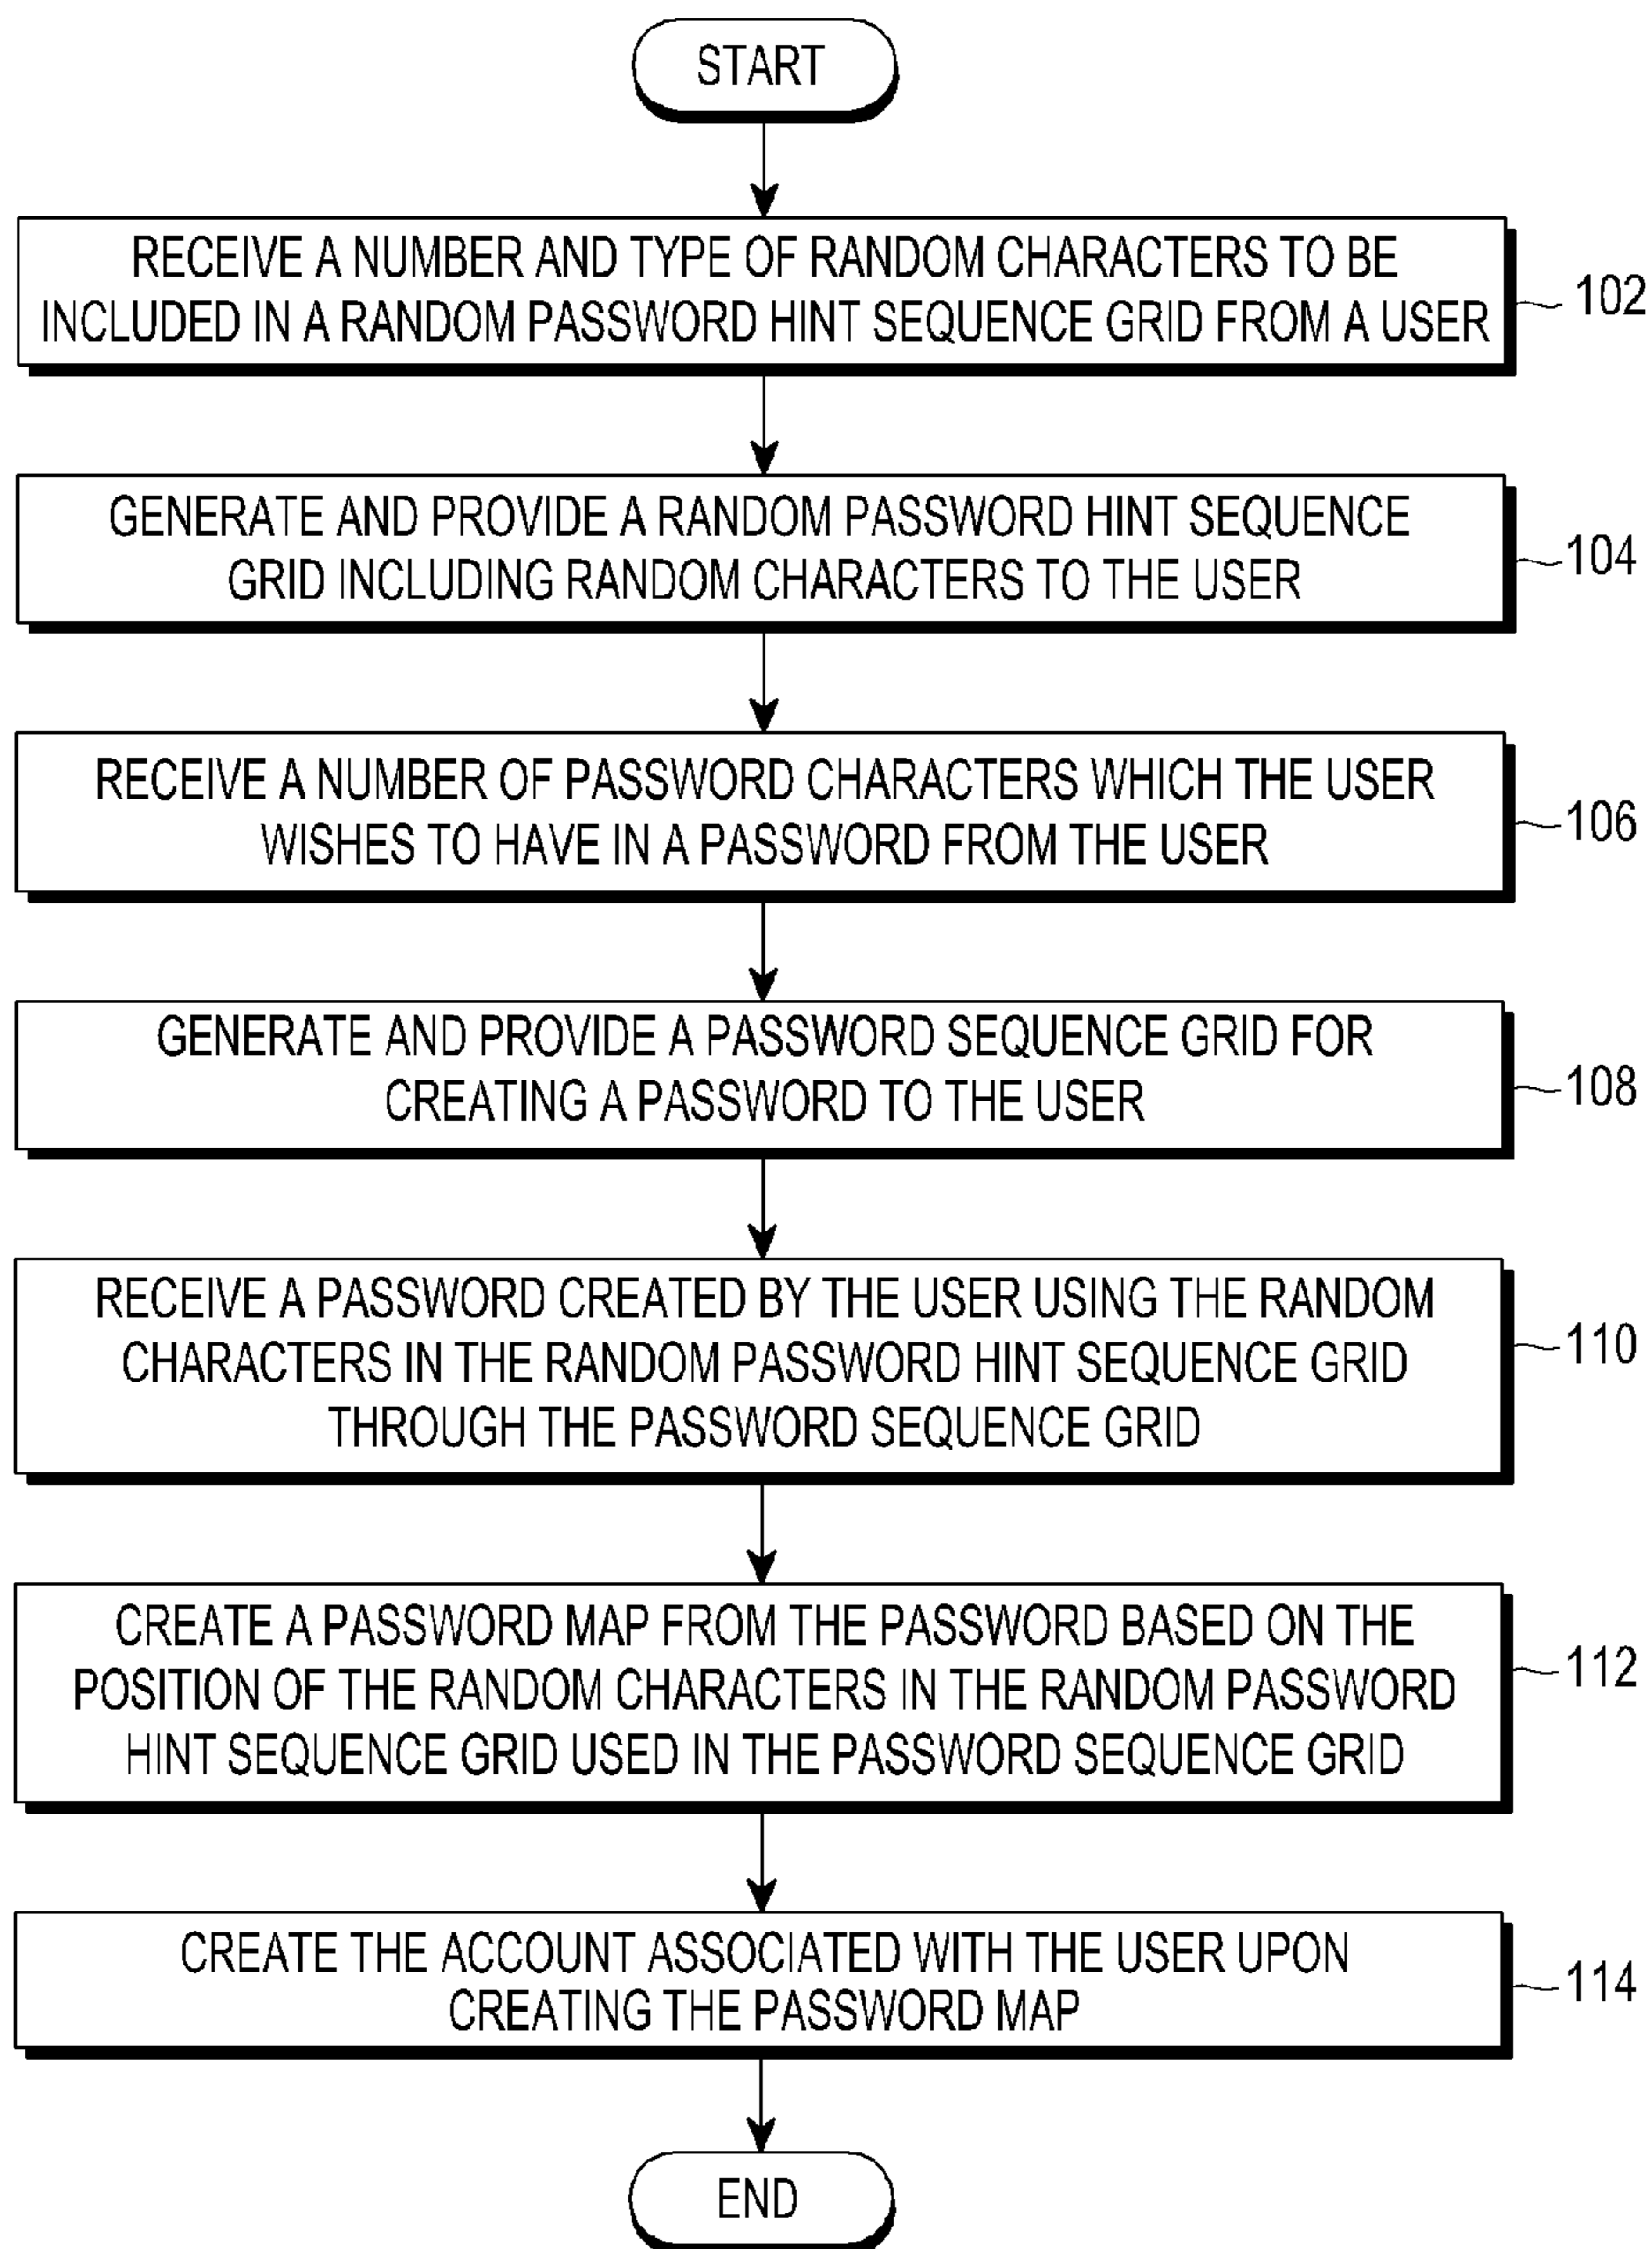 START
RECEIVE A NUMBER AND TYPE OF RANDOM CHARACTERS TO BE
INCLUDED IN A RANDOM PASSWORD HINT SEQUENCE GRID FROM A USER
102
GENERATE AND PROVIDE A RANDOM PASSWORD HINT SEQUENCE
GRID INCLUDING RANDOM CHARACTERS TO THE USER
104
RECEIVE A NUMBER OF PASSWORD CHARACTERS WHICH THE USER
WISHES TO HAVE IN A PASSWORD FROM THE USER
106
GENERATE AND PROVIDE A PASSWORD SEQUENCE GRID FOR
CREATING A PASSWORD TO THE USER
108
RECEIVE A PASSWORD CREATED BY THE USER USING THE RANDOM
CHARACTERS IN THE RANDOM PASSWORD HINT SEQUENCE GRID
THROUGH THE PASSWORD SEQUENCE GRID
110
CREATE A PASSWORD MAP FROM THE PASSWORD BASED ON THE
POSITION OF THE RANDOM CHARACTERS IN THE RANDOM PASSWORD
HINT SEQUENCE GRID USED IN THE PASSWORD SEQUENCE GRID
112
CREATE THE ACCOUNT ASSOCIATED WITH THE USER UPON
CREATING THE PASSWORD MAP
114
END